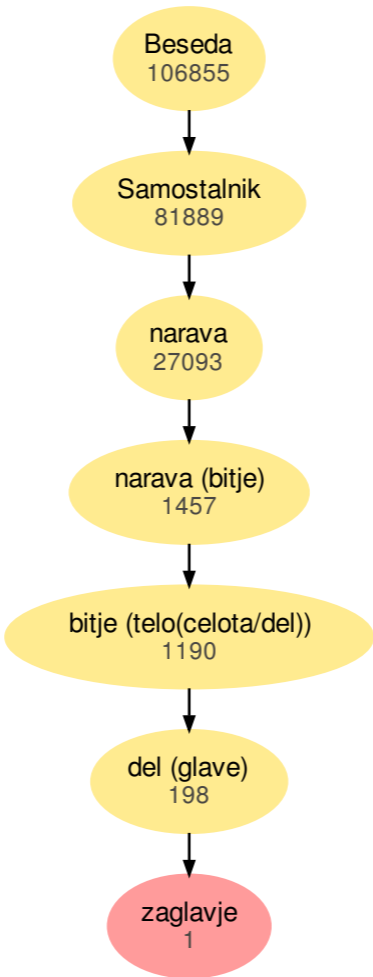 Beseda
106855
Samostalnik
81889
narava
27093
narava (bitje)
1457
bitje (telo(celota/del))
1190
del (glave)
198
zaglavje
1